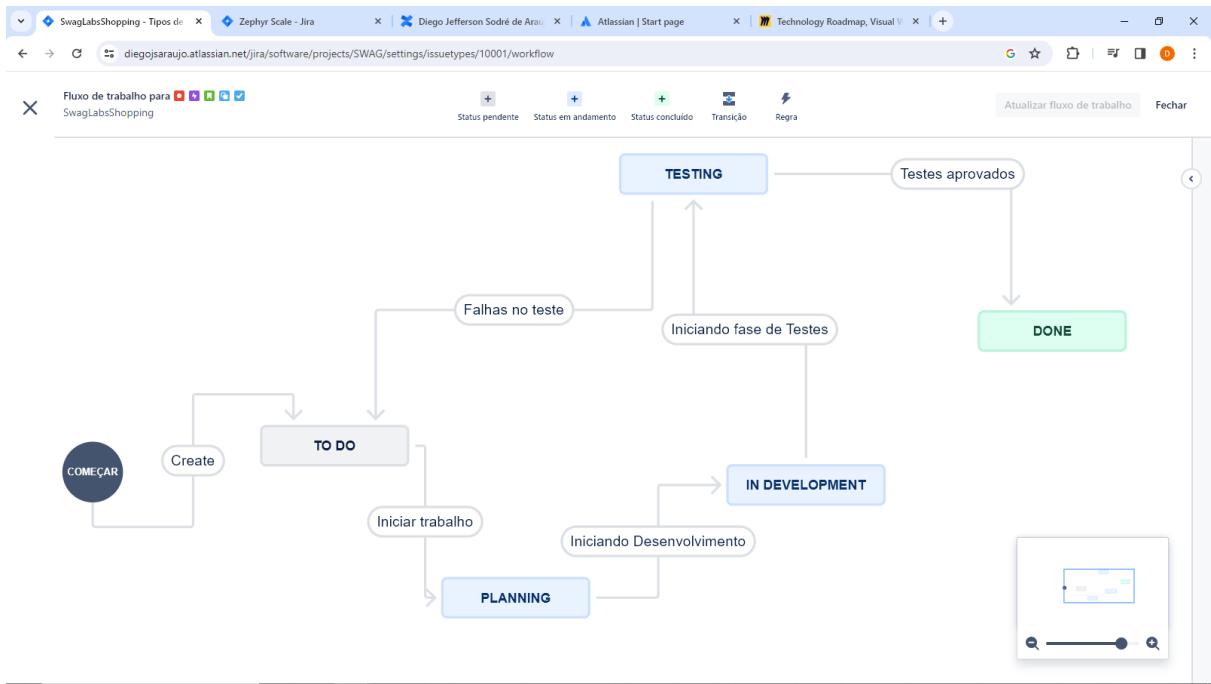 SwagLabsShopping - Tipos de
Zephyr Scale - Jira
Diego Jefferson Sodré de Arau
Atlassian | Start page
Technology Roadmap, Visual
diegojsaraujo.atlassian.net/jira/software/projects/SWAG/settings/issuetypes/10001/workflow
D
Fluxo de trabalho para
SwagLabsShopping
Status pendente
Status em andamento
Status concluído
Transição
Regra
Atualizar fluxo de trabalho
Fechar
TESTING
Testes aprovados
Falhas no teste
Iniciando fase de Testes
DONE
TO DO
COMEÇAR
Create
IN DEVELOPMENT
Iniciar trabalho
Iniciando Desenvolvimento
PLANNING